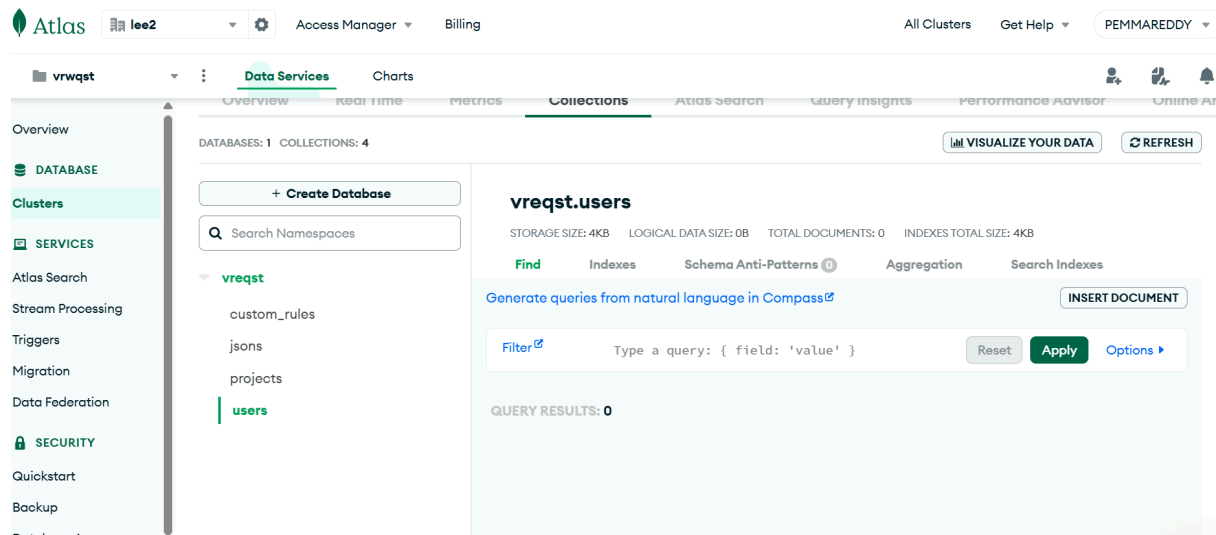 Atlas lee2 Access Manager Billing All Clusters Get Help PEMMAREDDY
vrwqst Data Services Charts
Overview Real Time Metrics Collections Atlas Search Query Insights Performance Advisor Online Ar
Overview
DATABASES: 1 COLLECTIONS: 4
VISUALIZE YOUR DATA
REFRESH
DATABASE
Clusters
SERVICES
Atlas Search
Stream Processing
Triggers
Migration
Data Federation
SECURITY
Quickstart
Backup
+ Create Database
Search Namespaces
vreqst
custom_rules
jsons
projects
users
vreqst.users
STORAGE SIZE: 4KB LOGICAL DATA SIZE: 0B TOTAL DOCUMENTS: 0 INDEXES TOTAL SIZE: 4KB
Find Indexes Schema Anti-Patterns 0 Aggregation Search Indexes
Generate queries from natural language in Compass
INSERT DOCUMENT
Filter Type a query: { field: 'value' } Reset Apply Options
QUERY RESULTS: 0